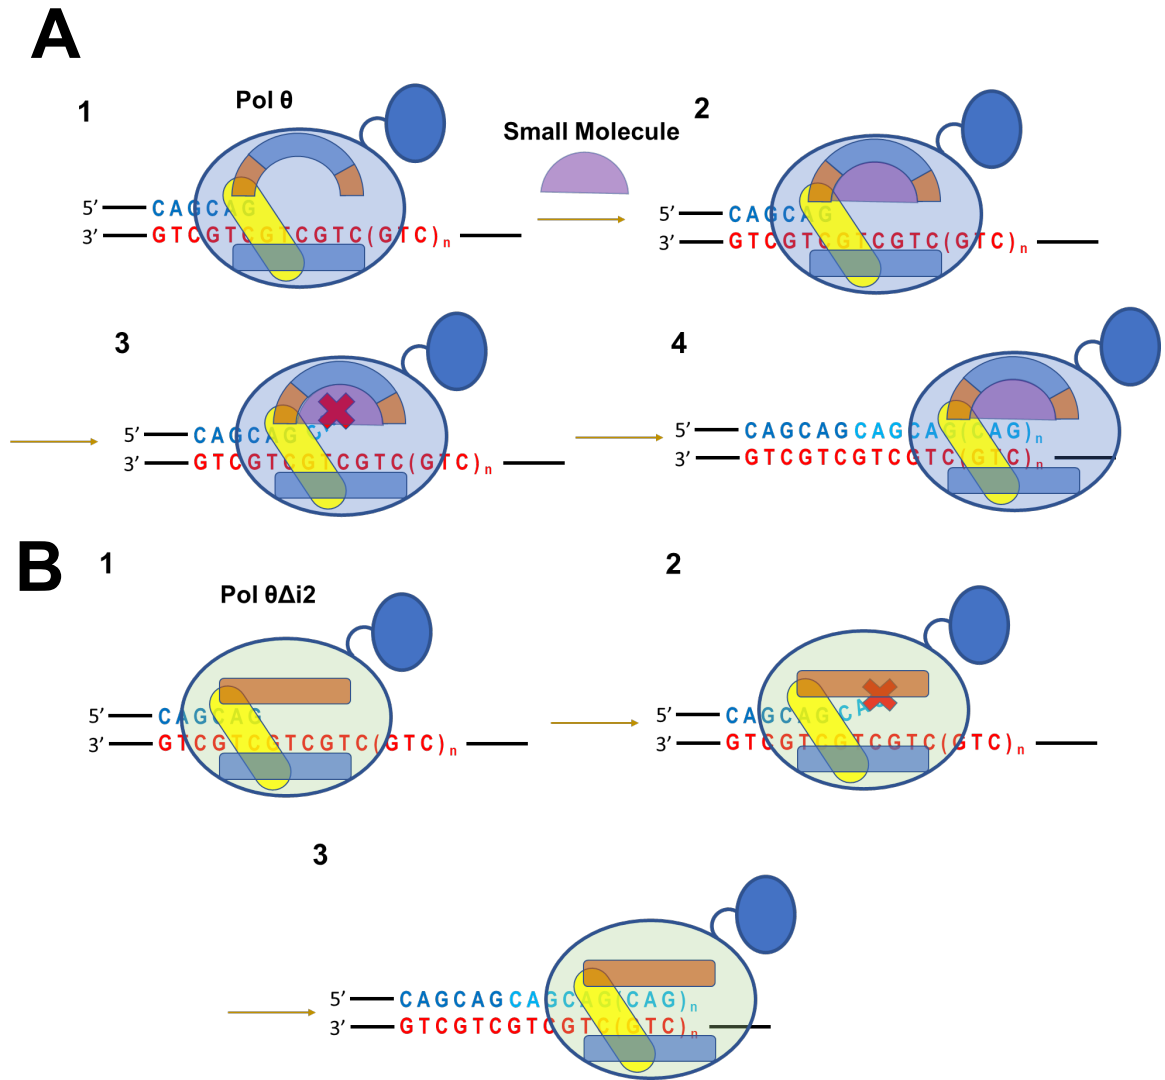 A
1
Pol θ
5′ CAGCAG
3′ GTCGTCGTCGTC(GTC)n
Small Molecule
2
5′ CAGCAG
3′ GTCGTCGTCGTC(GTC)n
3
5′ CAGCAG C
3′ GTCGTCGTCGTC(GTC)n
4
5′ CAGCAGCAGCAG(CAG)n
3′ GTCGTCGTCGTC(GTC)n
B
1
Pol θΔi2
5′ CAGCAG
3′ GTCGTCGTCGTC(GTC)n
2
5′ CAGCAG CA
3′ GTCGTCGTCGTC(GTC)n
3
5′ CAGCAGCAGCAG(CAG)n
3′ GTCGTCGTCGTC(GTC)n